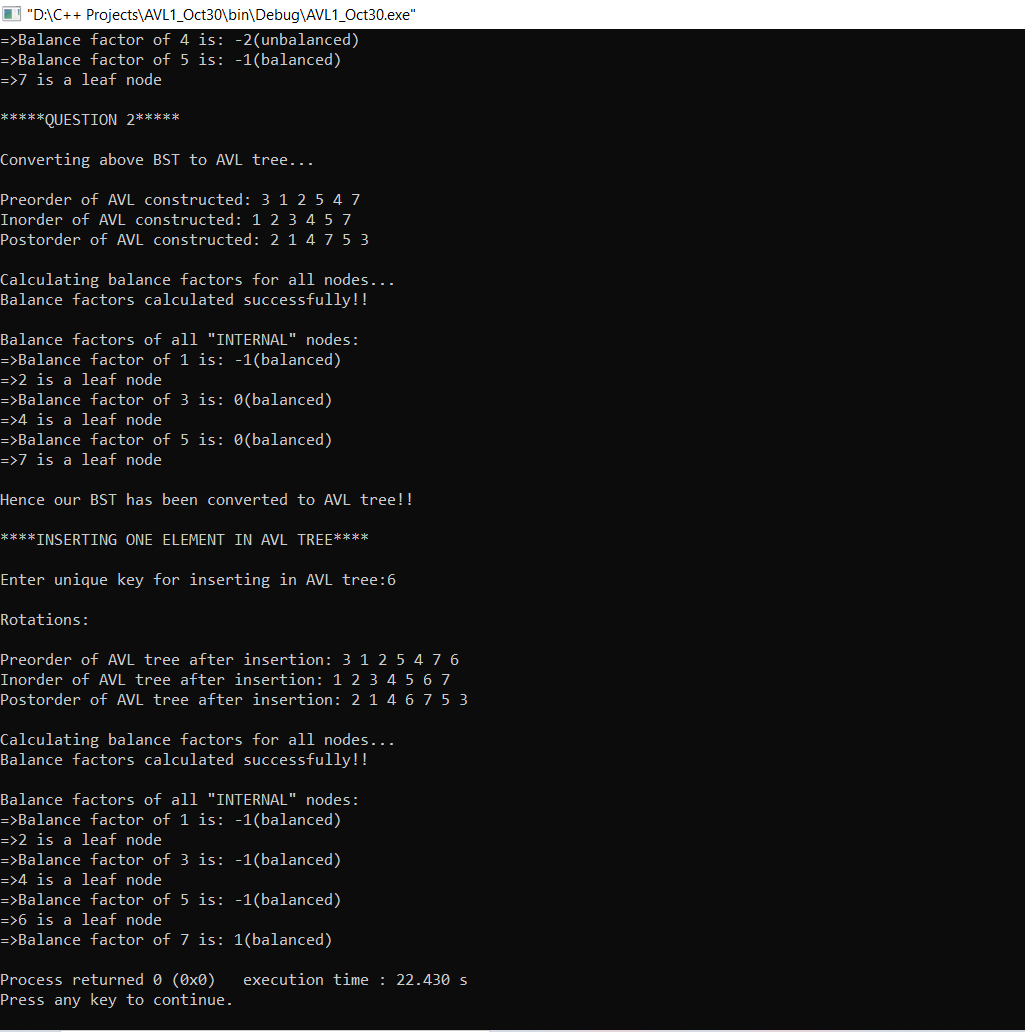 "D:\C++ Projects\AVL1_Oct30\bin\Debug\AVL1_Oct30.exe"
=>Balance factor of 4 is: -2(unbalanced)
=>Balance factor of 5 is: -1(balanced)
=>7 is a leaf node
*****QUESTION 2*****
Converting above BST to AVL tree...
Preorder of AVL constructed: 3 1 2 5 4 7
Inorder of AVL constructed: 1 2 3 4 5 7
Postorder of AVL constructed: 2 1 4 7 5 3
Calculating balance factors for all nodes...
Balance factors calculated successfully!!
Balance factors of all "INTERNAL" nodes:
=>Balance factor of 1 is: -1(balanced)
=>2 is a leaf node
=>Balance factor of 3 is: 0(balanced)
=>4 is a leaf node
=>Balance factor of 5 is: 0(balanced)
=>7 is a leaf node
Hence our BST has been converted to AVL tree!!
****INSERTING ONE ELEMENT IN AVL TREE****
Enter unique key for inserting in AVL tree:6
Rotations:
Preorder of AVL tree after insertion: 3 1 2 5 4 7 6
Inorder of AVL tree after insertion: 1 2 3 4 5 6 7
Postorder of AVL tree after insertion: 2 1 4 6 7 5 3
Calculating balance factors for all nodes...
Balance factors calculated successfully!!
Balance factors of all "INTERNAL" nodes:
=>Balance factor of 1 is: -1(balanced)
=>2 is a leaf node
=>Balance factor of 3 is: -1(balanced)
=>4 is a leaf node
=>Balance factor of 5 is: -1(balanced)
=>6 is a leaf node
=>Balance factor of 7 is: 1(balanced)
Process returned 0 (0x0)   execution time : 22.430 s
Press any key to continue.